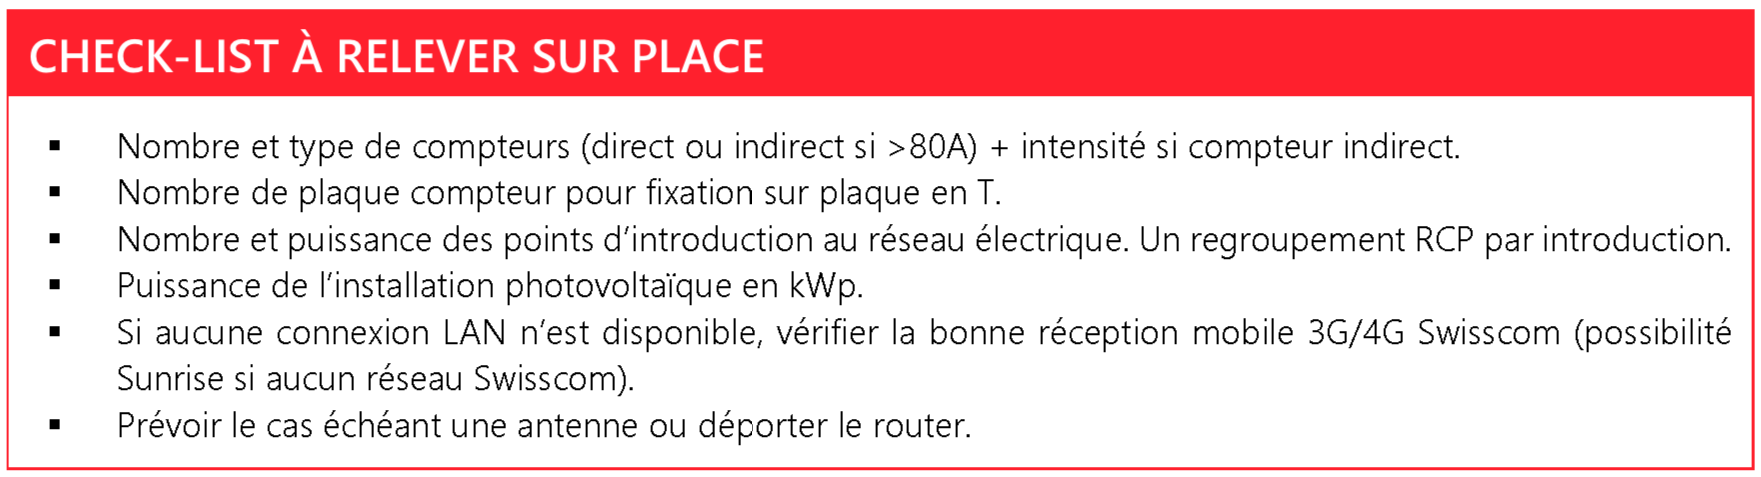 CHECK-LIST À RELEVER SUR PLACE
▪ Nombre et type de compteurs (direct ou indirect si >80A) + intensité si compteur indirect.
▪ Nombre de plaque compteur pour fixation sur plaque en T.
▪ Nombre et puissance des points d’introduction au réseau électrique. Un regroupement RCP par introduction.
▪ Puissance de l’installation photovoltaïque en kWp.
▪ Si aucune connexion LAN n’est disponible, vérifier la bonne réception mobile 3G/4G Swisscom (possibilité
Sunrise si aucun réseau Swisscom).
▪ Prévoir le cas échéant une antenne ou déporter le router.